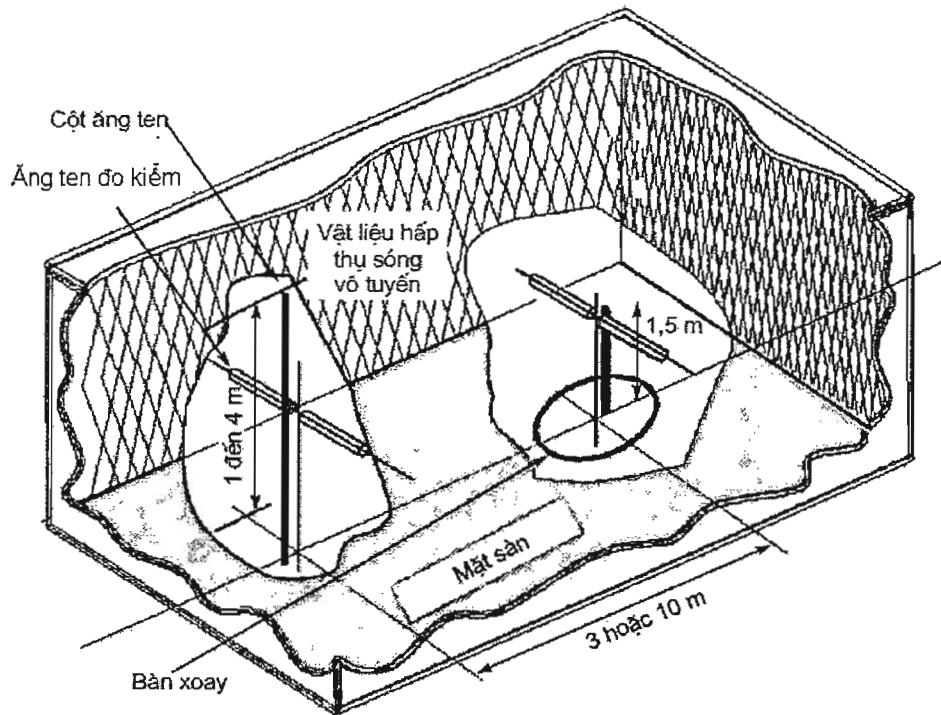 Cột ăng ten
Ăng ten đo kiểm
Vật liệu hấp
thụ sóng
vô tuyến
1,5 m
1 đến 4 m
Mặt sàn
3 hoặc 10 m
Bàn xoay